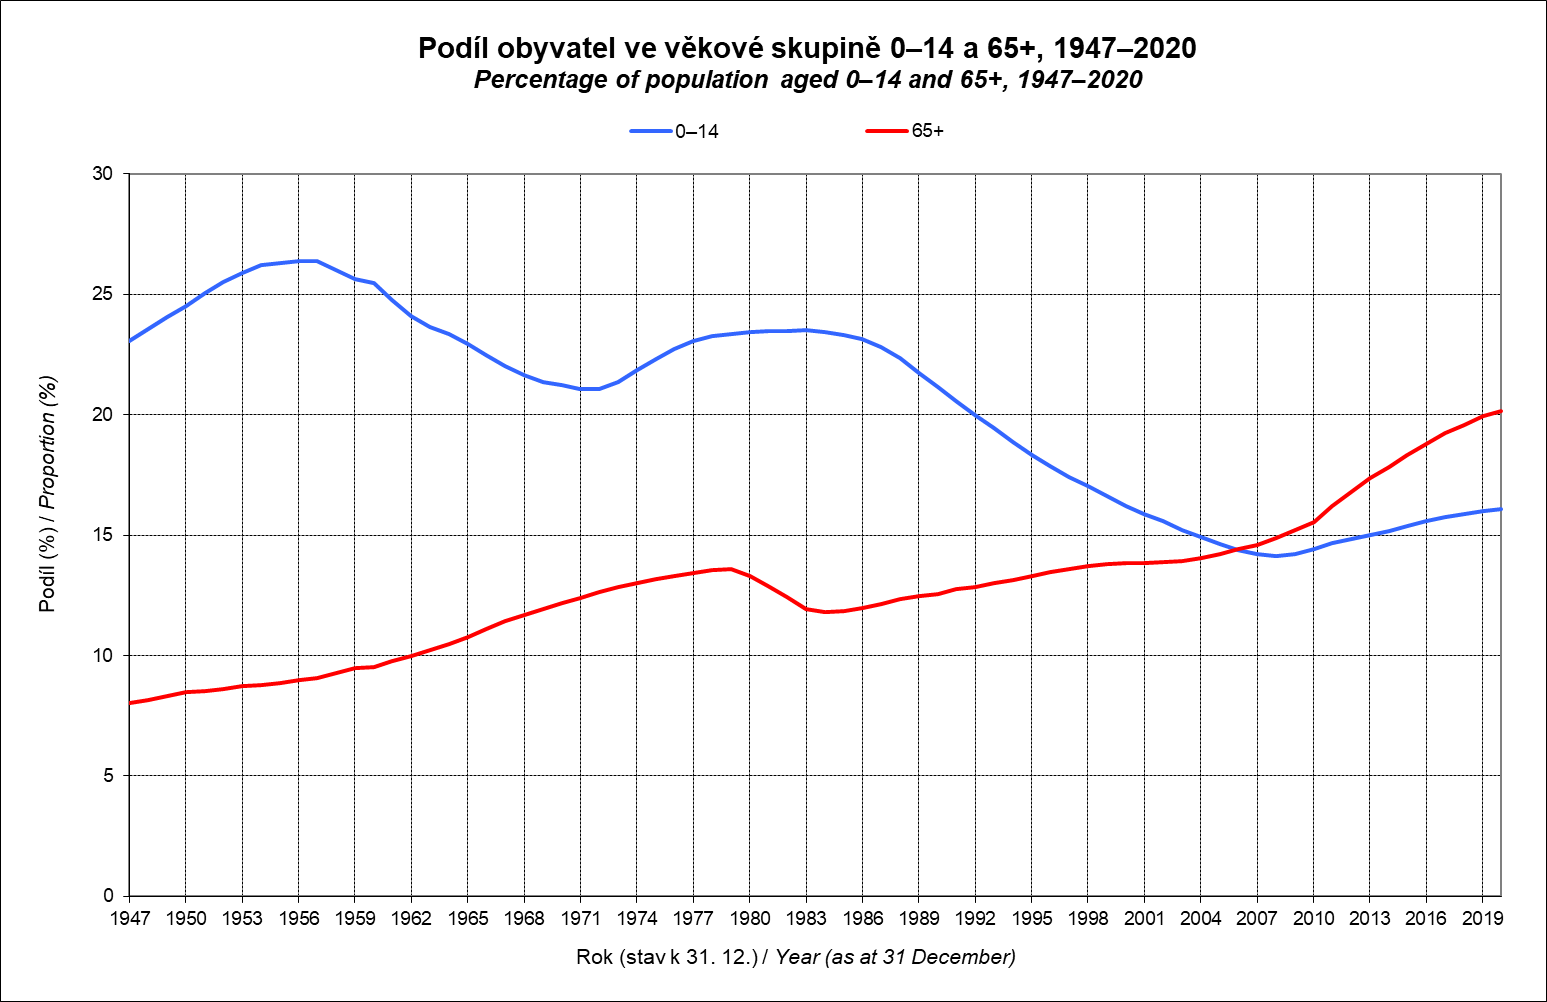 Podíl obyvatel ve věkové skupině 0–14 a 65+, 1947–2020
Percentage of population aged 0–14 and 65+, 1947–2020
0–14 65+
30
25
20
15
10
5
0
Podíl (%) / Proportion (%)
1947 1950 1953 1956 1959 1962 1965 1968 1971 1974 1977 1980 1983 1986 1989 1992 1995 1998 2001 2004 2007 2010 2013 2016 2019
Rok (stav k 31. 12.) / Year (as at 31 December)